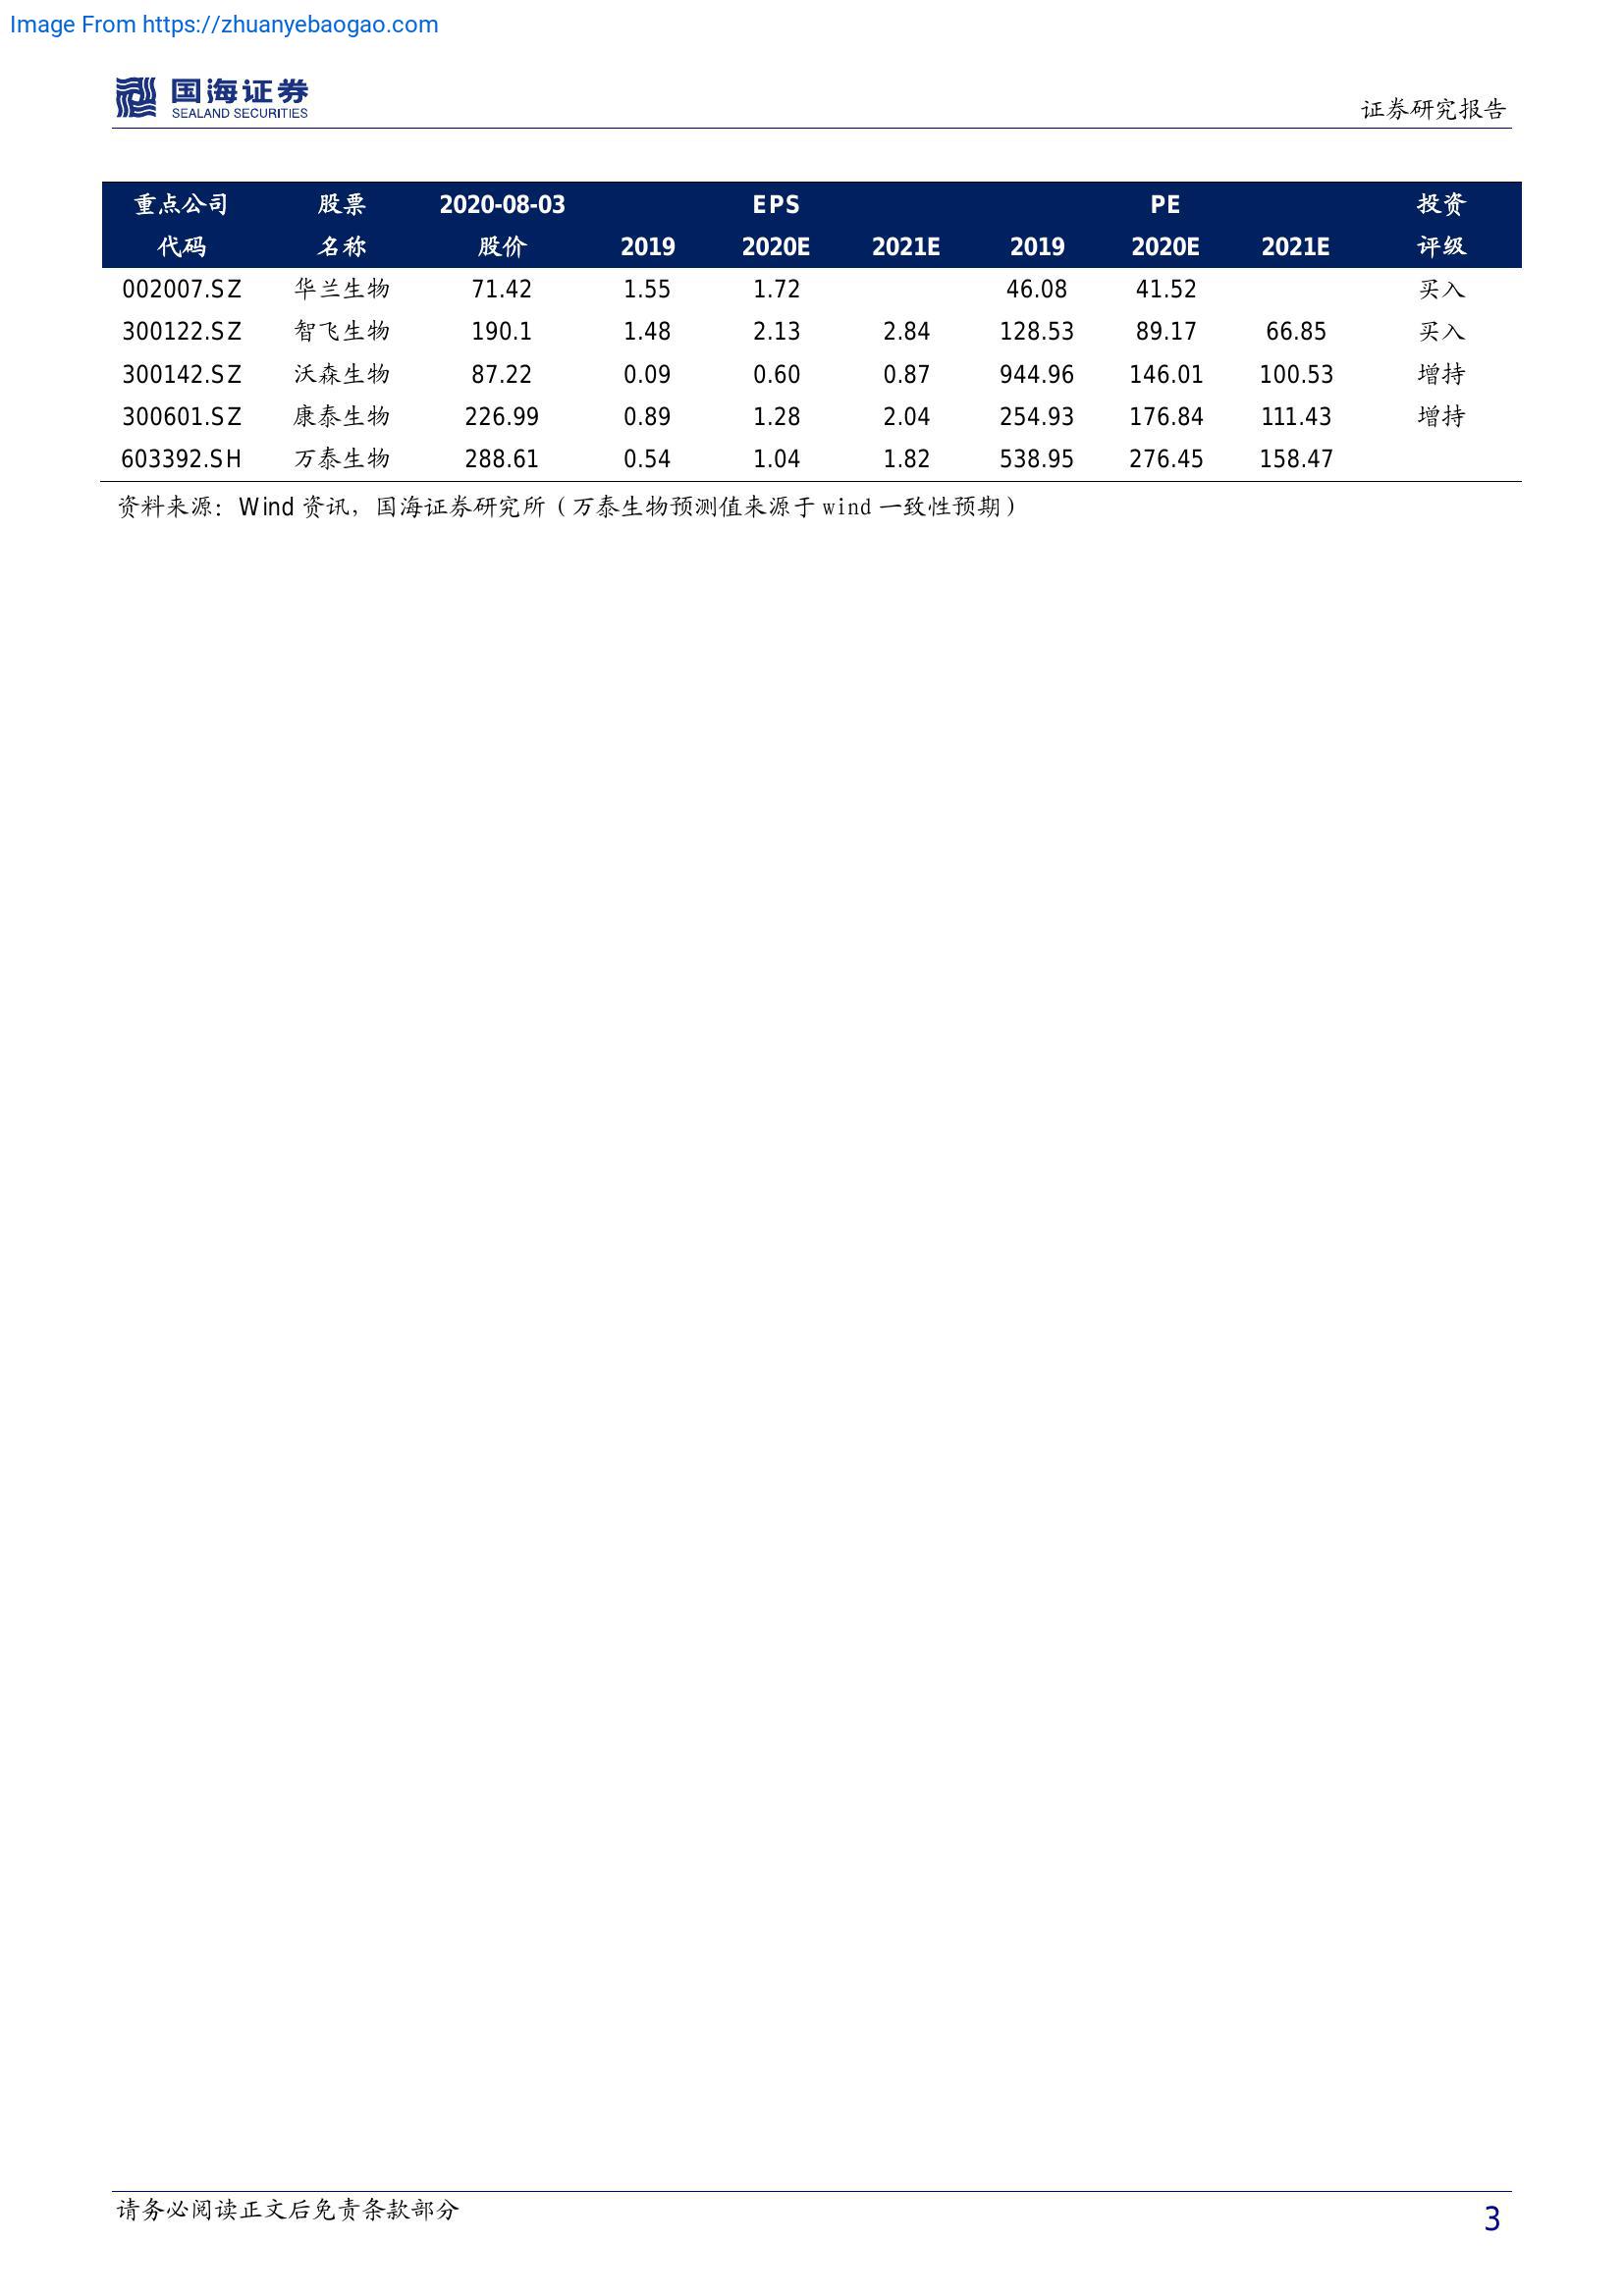 Image From https://zhuanyebaogao.com
国海证券
SEALAND SECURITIES
证券研究报告
重点公司 股票 2020-08-03 EPS PE 投资
代码 名称 股价 2019 2020E 2021E 2019 2020E 2021E 评级
002007.SZ 华兰生物 71.42 1.55 1.72 46.08 41.52 买入
300122.SZ 智飞生物 190.1 1.48 2.13 2.84 128.53 89.17 66.85 买入
300142.SZ 沃森生物 87.22 0.09 0.60 0.87 944.96 146.01 100.53 增持
300601.SZ 康泰生物 226.99 0.89 1.28 2.04 254.93 176.84 111.43 增持
603392.SH 万泰生物 288.61 0.54 1.04 1.82 538.95 276.45 158.47
资料来源：Wind 资讯，国海证券研究所（万泰生物预测值来源于 wind 一致性预期）
请务必阅读正文后免责条款部分
3